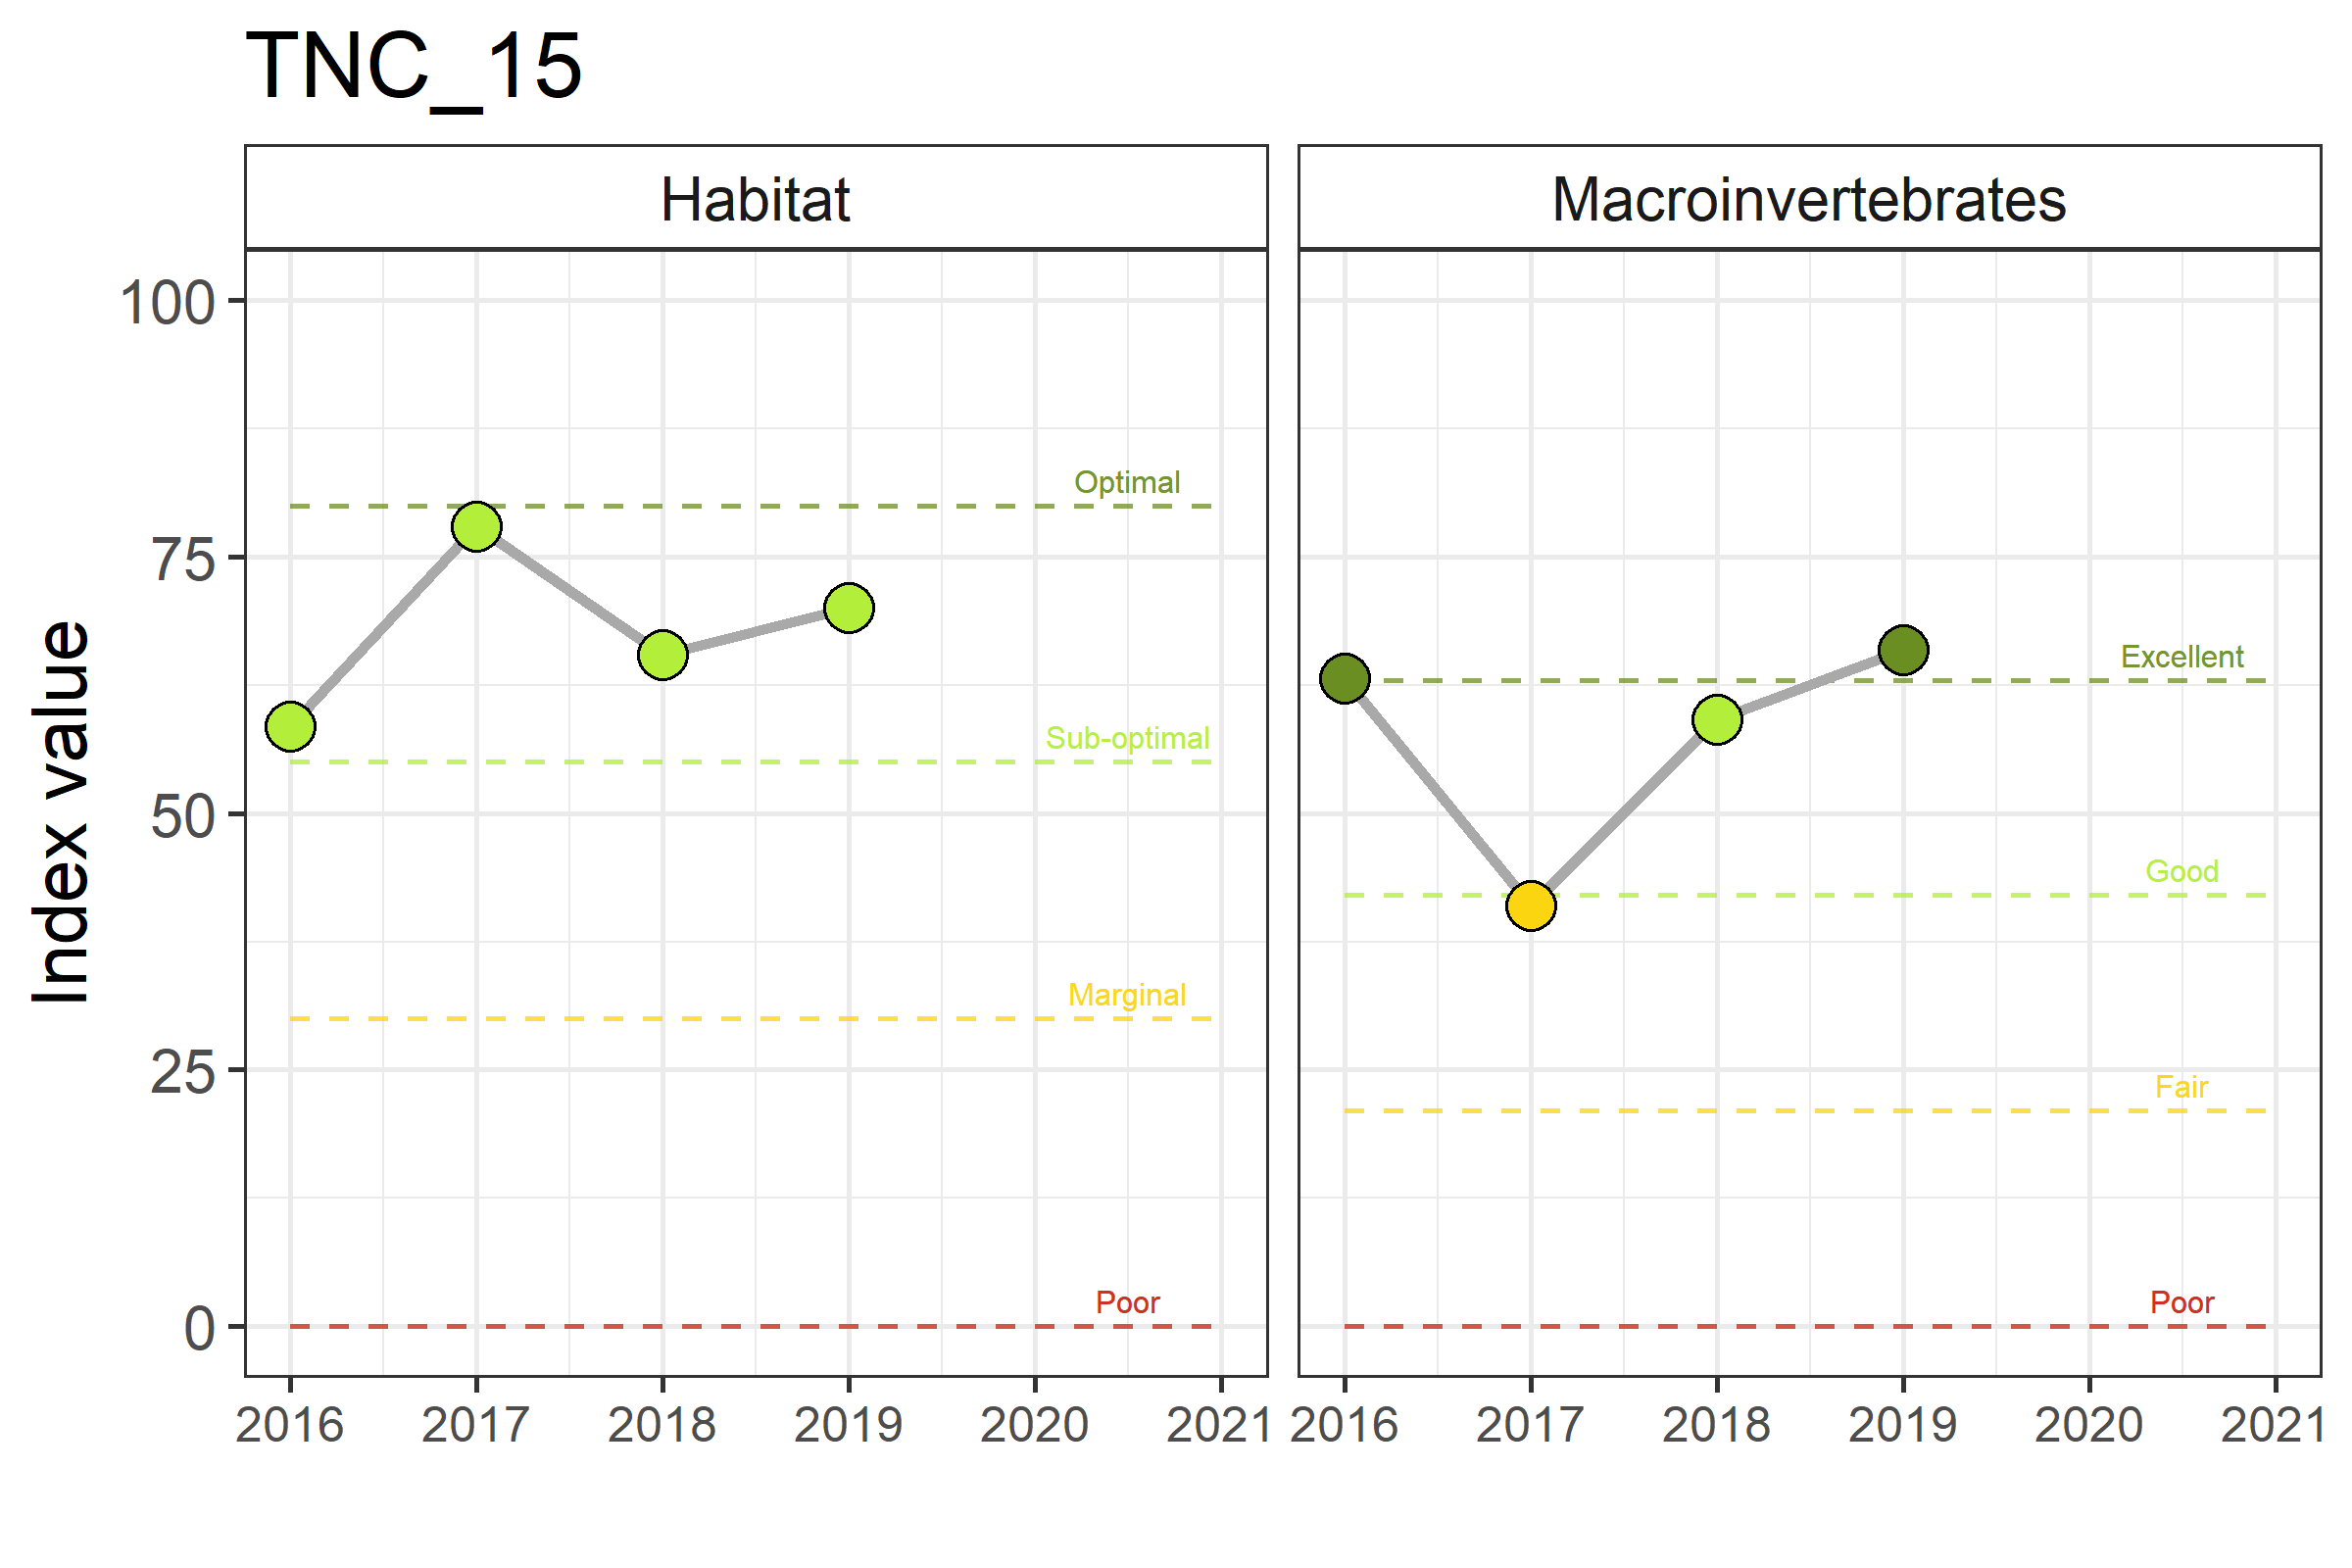 TNC_15
Habitat
Macroinvertebrates
Index value
100
75
50
25
0
Optimal
Sub-optimal
Marginal
Poor
Excellent
Good
Fair
Poor
2016 2017 2018 2019 2020 2021
2016 2017 2018 2019 2020 2021